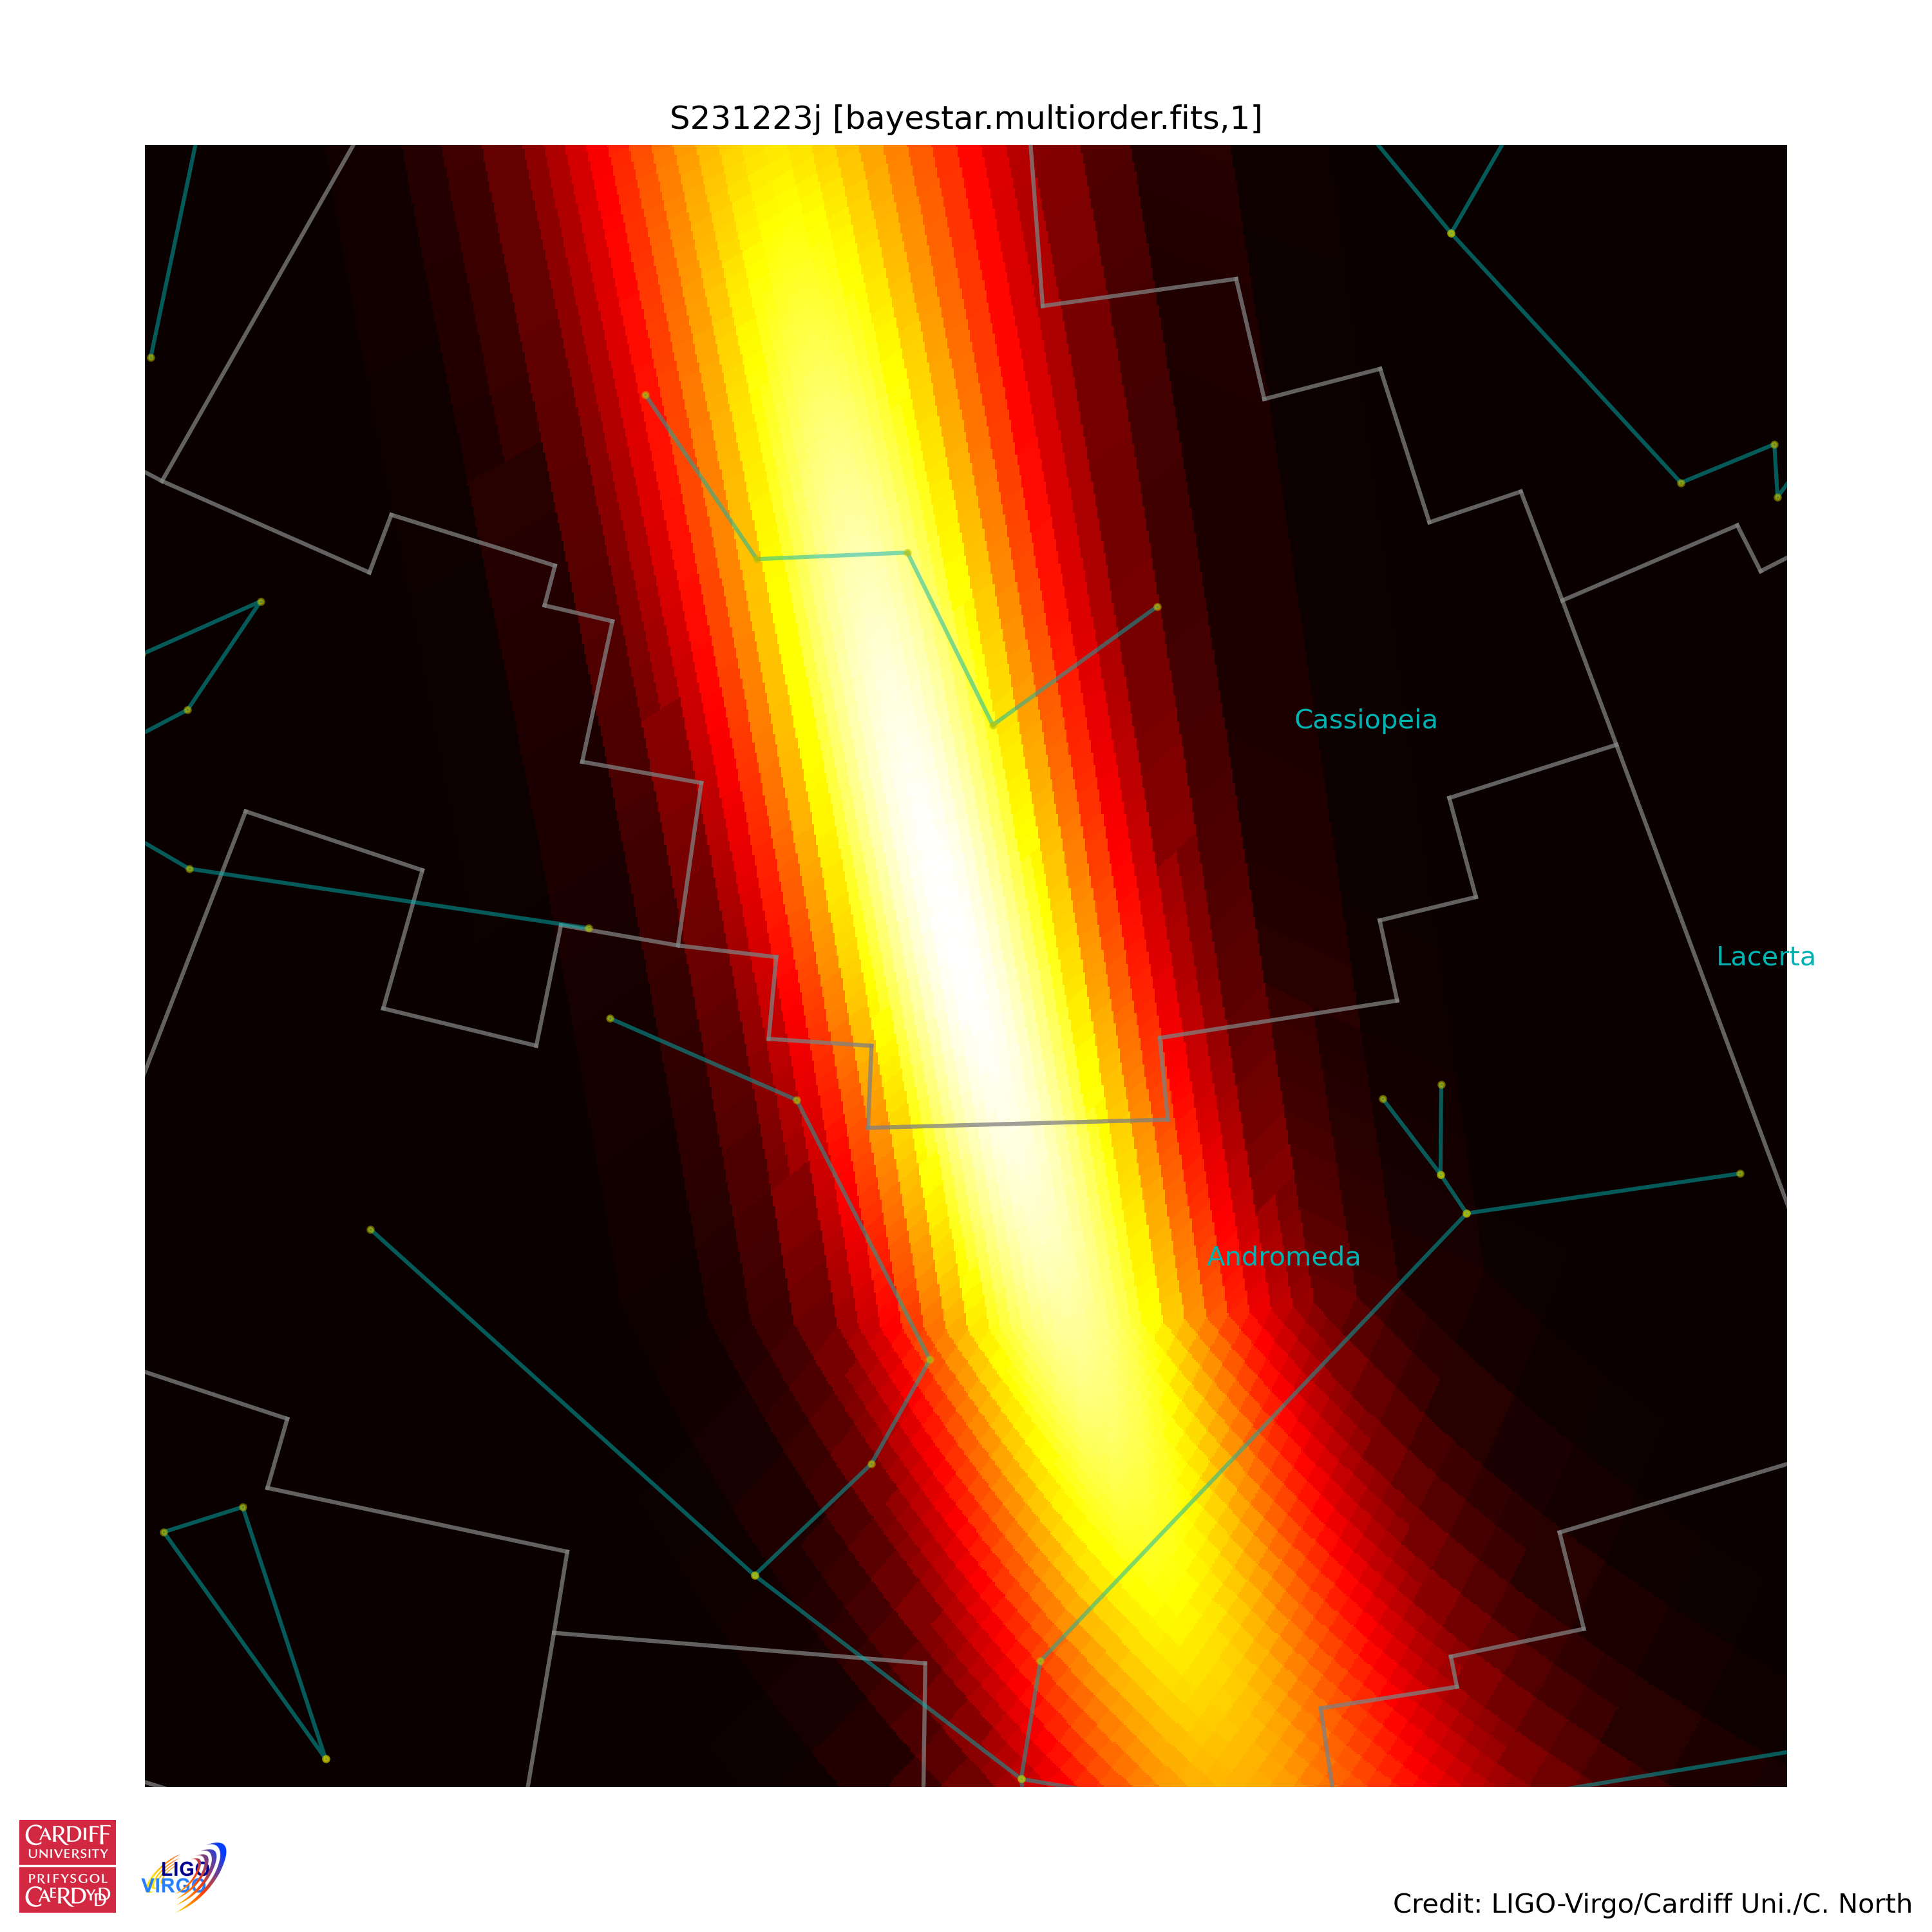 S231223j [bayestar.multiorder.fits,1]
Cassiopeia
Lacerta
Andromeda
CARDIFF
UNIVERSITY
PRIFYSGOL
CAERDYDD
LIGO
VIRGO
Credit: LIGO-Virgo/Cardiff Uni./C. North